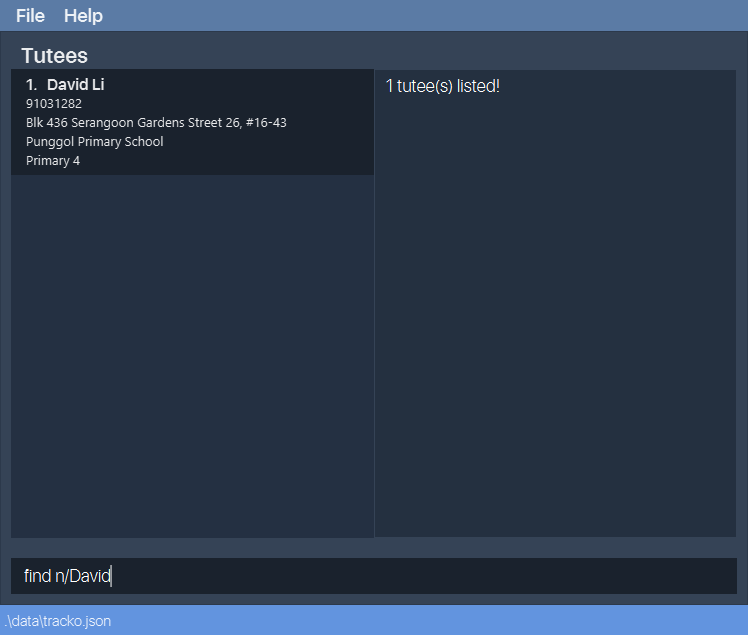 File Help
Tutees
1. David Li
91031282
Blk 436 Serangoon Gardens Street 26, #16-43
Punggol Primary School
Primary 4
1 tutee(s) listed!
find n/David
.\data\tracko.json